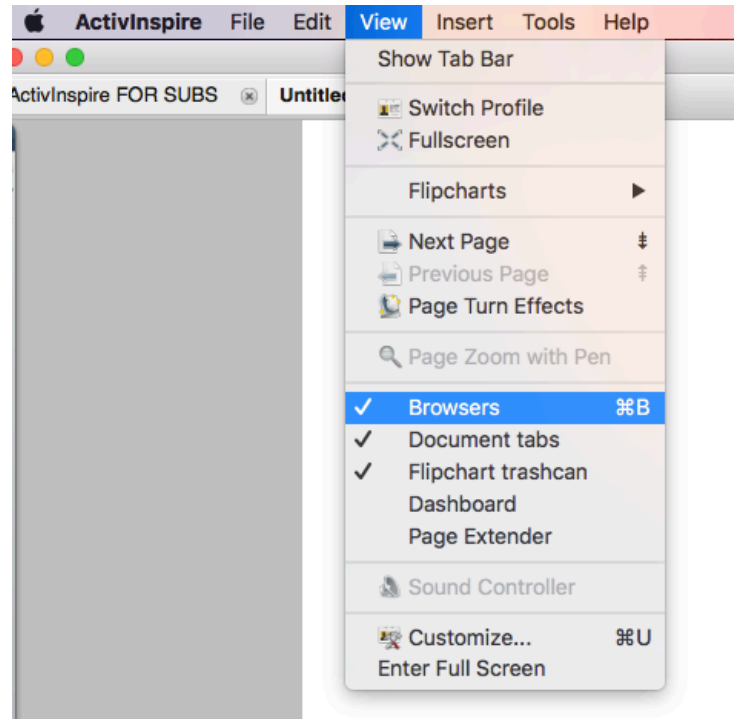 ActivInspire File Edit View Insert Tools Help
ActivInspire FOR SUBS Untitled
Show Tab Bar
Switch Profile
Fullscreen
Flipcharts ▶
Next Page ⇟
Previous Page ⇞
Page Turn Effects
Page Zoom with Pen
✓ Browsers ⌘B
✓ Document tabs
✓ Flipchart trashcan
Dashboard
Page Extender
Sound Controller
Customize... ⌘U
Enter Full Screen